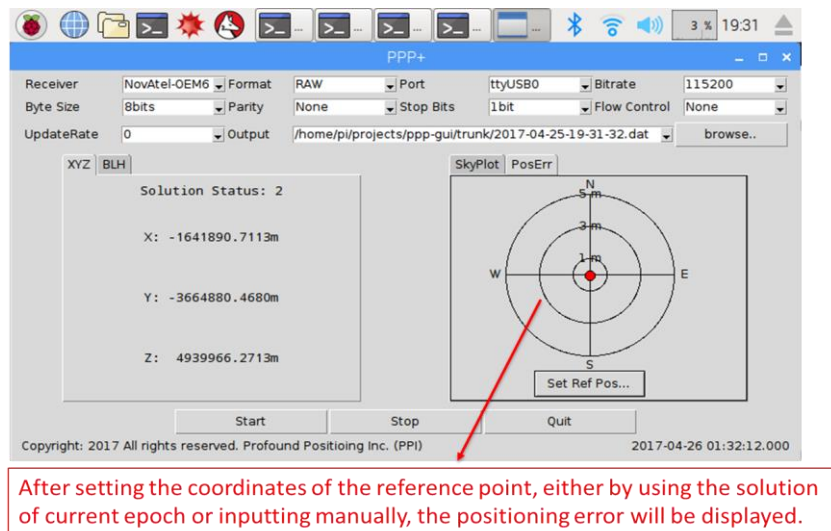 >_ ... >_ ... >_ ... >_ ... ... 3 % 19:31
PPP+
Receiver NovAtel-OEM6 Format RAW Port ttyUSB0 Bitrate 115200
Byte Size 8bits Parity None Stop Bits 1bit Flow Control None
UpdateRate 0 Output /home/pi/projects/ppp-gui/trunk/2017-04-25-19-31-32.dat browse..
XYZ BLH
Solution Status: 2
X: -1641890.7113m
Y: -3664880.4680m
Z: 4939966.2713m
SkyPlot PosErr
N
5 m
3 m
1 m
W E
S
Set Ref Pos...
Start Stop Quit
Copyright: 2017 All rights reserved. Profound Positioing Inc. (PPI) 2017-04-26 01:32:12.000
After setting the coordinates of the reference point, either by using the solution
of current epoch or inputting manually, the positioning error will be displayed.